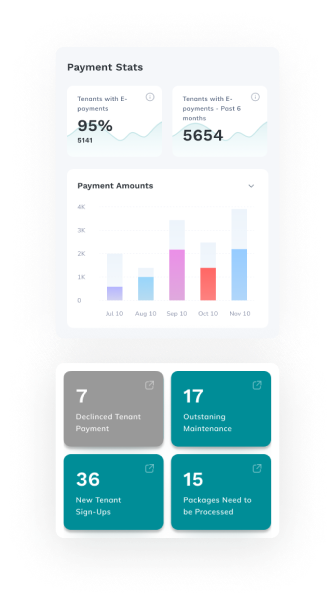 Payment Stats
Tenants with E-
payments
95%
5141
Tenants with E-
payments - Past 6
months
5654
Payment Amounts
4K
3K
2K
1K
0
Jul 10 Aug 10 Sep 10 Oct 10 Nov 10
7
Declinced Tenant
Payment
17
Outstaning
Maintenance
36
New Tenant
Sign-Ups
15
Packages Need to
be Processed